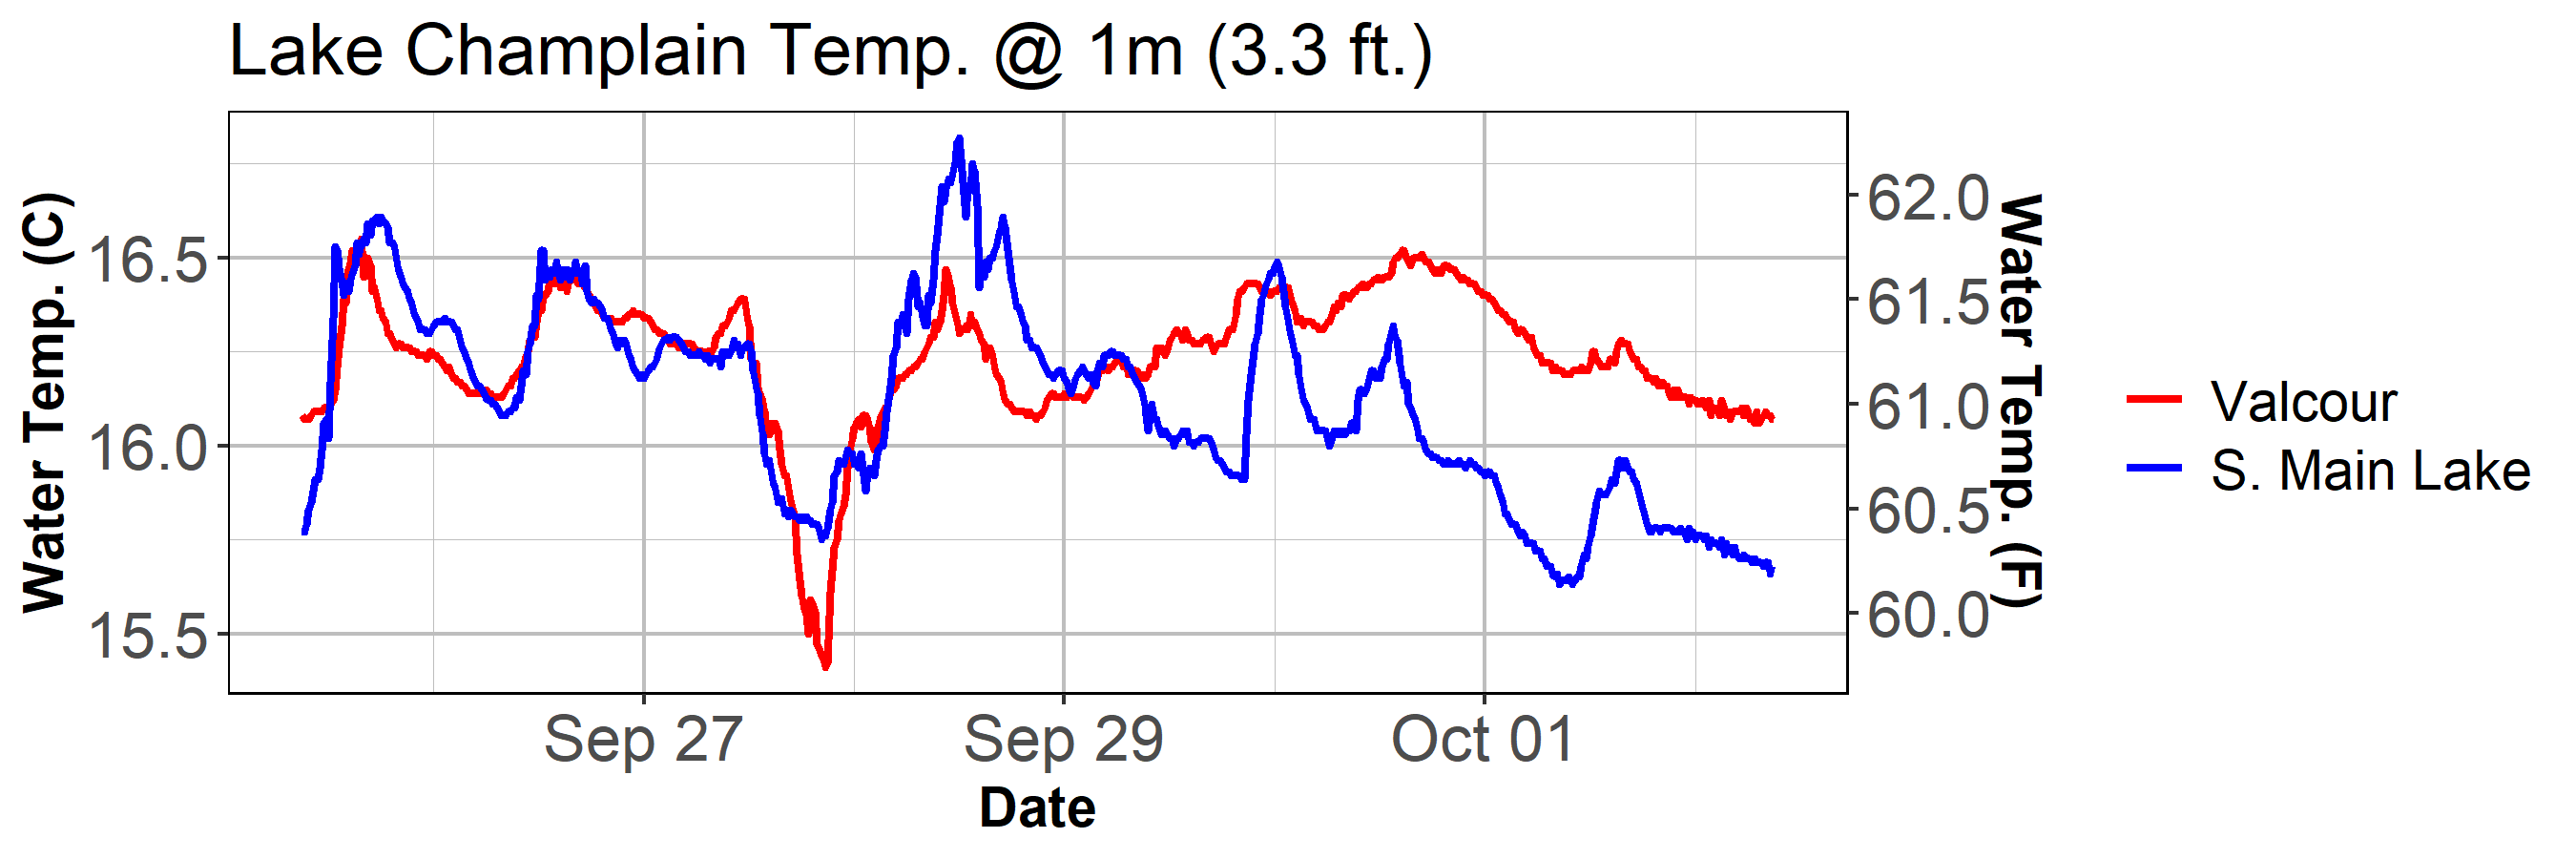 Lake Champlain Temp. @ 1m (3.3 ft.)
Water Temp. (C)
16.5
16.0
15.5
62.0
61.5
61.0
60.5
60.0
Water Temp. (F)
Sep 27
Sep 29
Oct 01
Date
Valcour
S. Main Lake